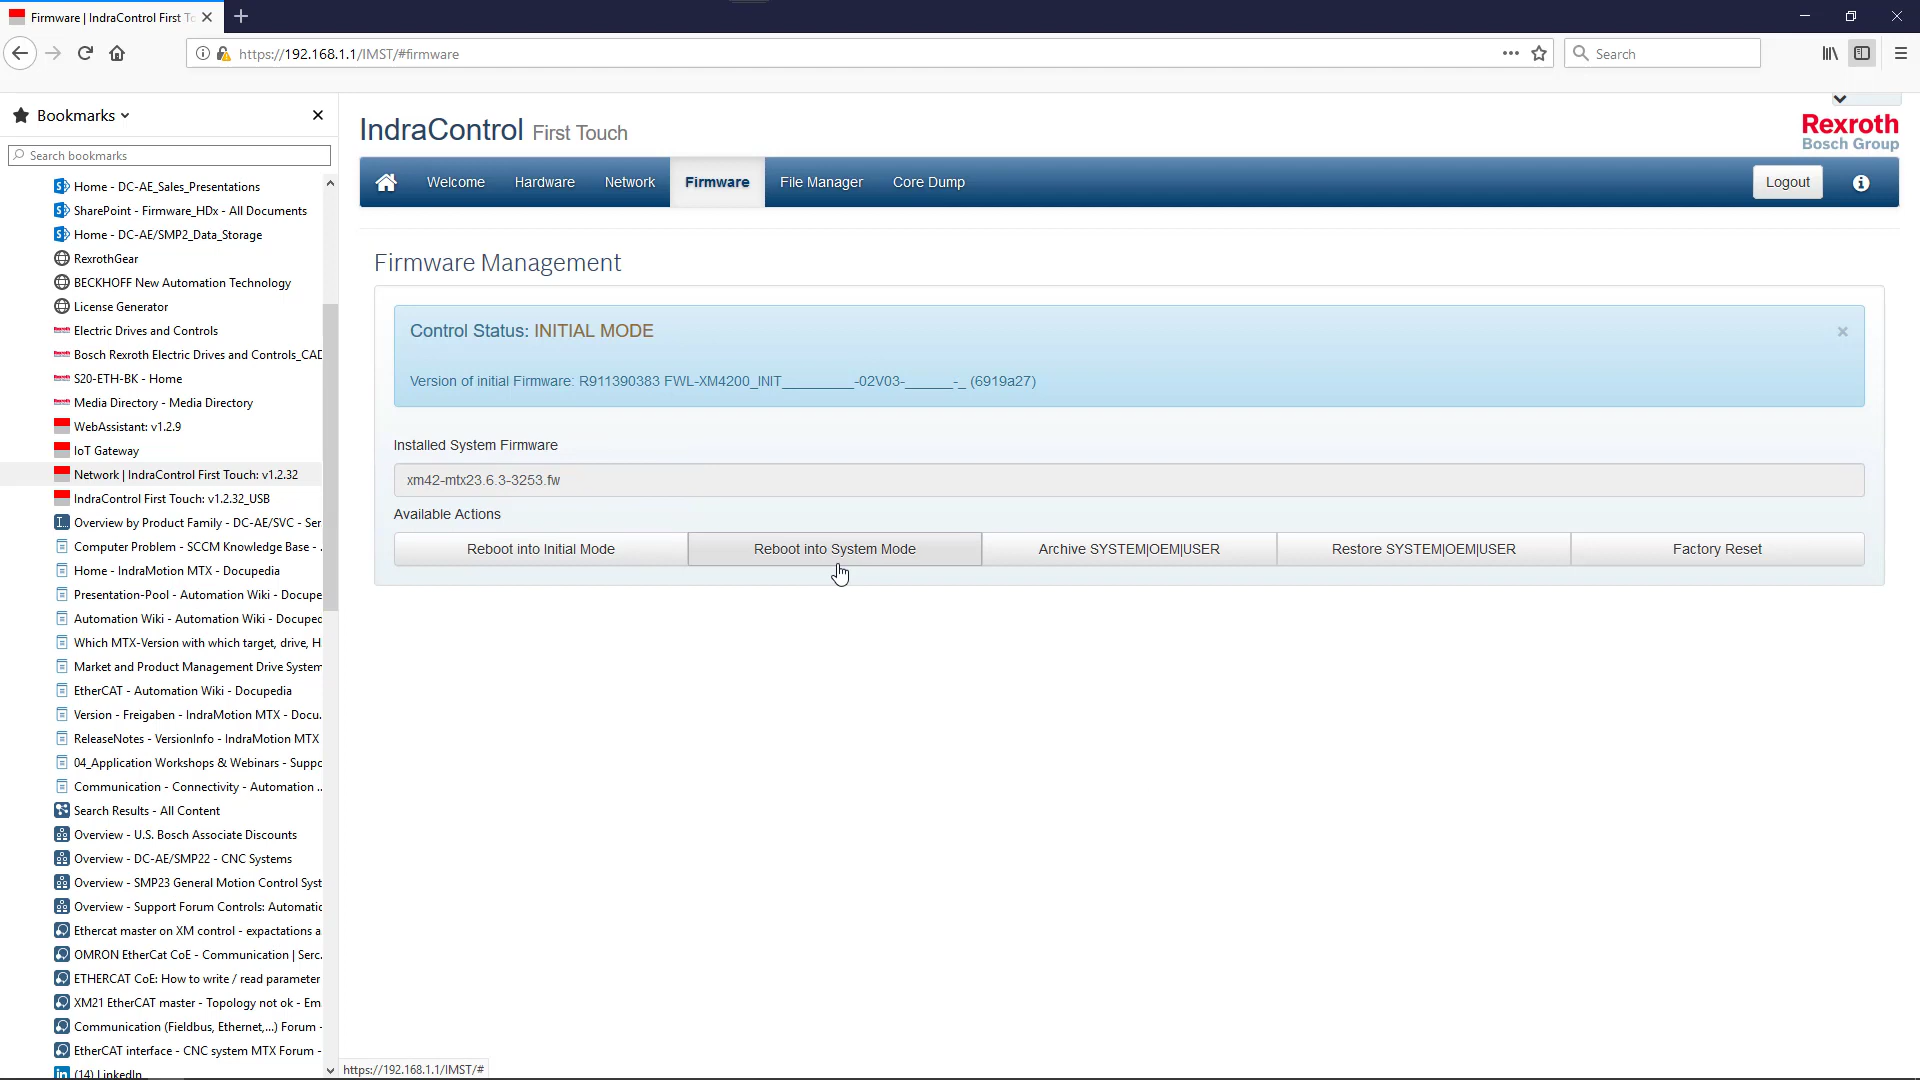 Firmware | IndraControl First To
https://192.168.1.1/IMST/#firmware
Search
Bookmarks
Search bookmarks
Home - DC-AE_Sales_Presentations
SharePoint - Firmware_HDx - All Documents
Home - DC-AE/SMP2_Data_Storage
RexrothGear
BECKHOFF New Automation Technology
License Generator
Electric Drives and Controls
Bosch Rexroth Electric Drives and Controls_CAD
S20-ETH-BK - Home
Media Directory - Media Directory
WebAssistant: v1.2.9
IoT Gateway
Network | IndraControl First Touch: v1.2.32
IndraControl First Touch: v1.2.32_USB
Overview by Product Family - DC-AE/SVC - Ser
Computer Problem - SCCM Knowledge Base - .
Home - IndraMotion MTX - Docupedia
Presentation-Pool - Automation Wiki - Docupe
Automation Wiki - Automation Wiki - Docuped
Which MTX-Version with which target, drive, H
Market and Product Management Drive System
EtherCAT - Automation Wiki - Docupedia
Version - Freigaben - IndraMotion MTX - Docu.
ReleaseNotes - VersionInfo - IndraMotion MTX
04_Application Workshops & Webinars - Suppo
Communication - Connectivity - Automation ..
Search Results - All Content
Overview - U.S. Bosch Associate Discounts
Overview - DC-AE/SMP22 - CNC Systems
Overview - SMP23 General Motion Control Syst
Overview - Support Forum Controls: Automatic
Ethercat master on XM control - expactations a
OMRON EtherCat CoE - Communication | Serc.
ETHERCAT CoE: How to write / read parameter
XM21 EtherCAT master - Topology not ok - Em
Communication (Fieldbus, Ethernet,...) Forum -
EtherCAT interface - CNC system MTX Forum -
(14) LinkedIn
IndraControl First Touch
Rexroth
Bosch Group
Welcome Hardware Network Firmware File Manager Core Dump Logout
Firmware Management
Control Status: INITIAL MODE
Version of initial Firmware: R911390383 FWL-XM4200_INIT_________-02V03-______-_ (6919a27)
Installed System Firmware
xm42-mtx23.6.3-3253.fw
Available Actions
Reboot into Initial Mode Reboot into System Mode Archive SYSTEM|OEM|USER Restore SYSTEM|OEM|USER Factory Reset
https://192.168.1.1/IMST/#